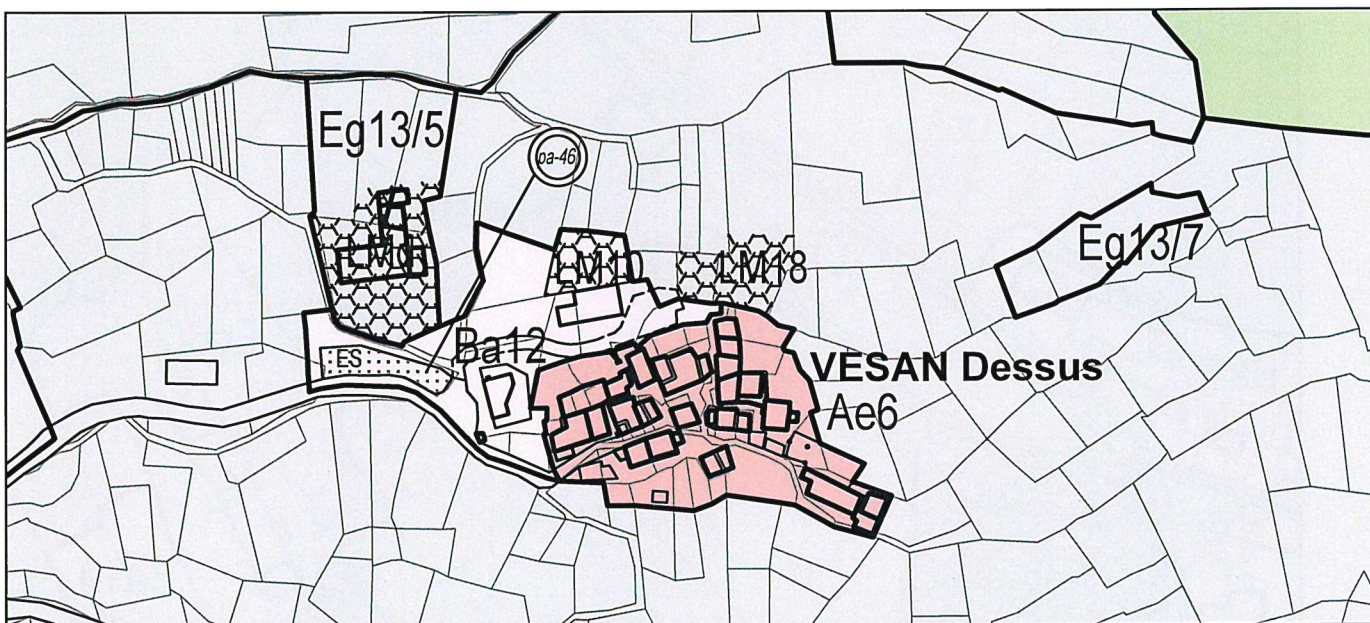 Eg13/5
pa-46
Eg13/7
LM10
LM18
Ba12
ES
VESAN Dessus
Ae6